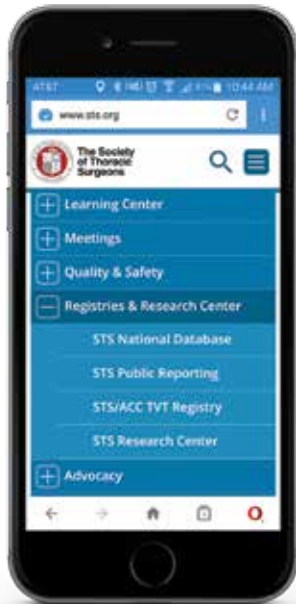 AT&T 10:44 AM
www.sts.org
The Society
of Thoracic
Surgeons
Learning Center
Meetings
Quality & Safety
Registries & Research Center
STS National Database
STS Public Reporting
STS/ACC TVT Registry
STS Research Center
Advocacy